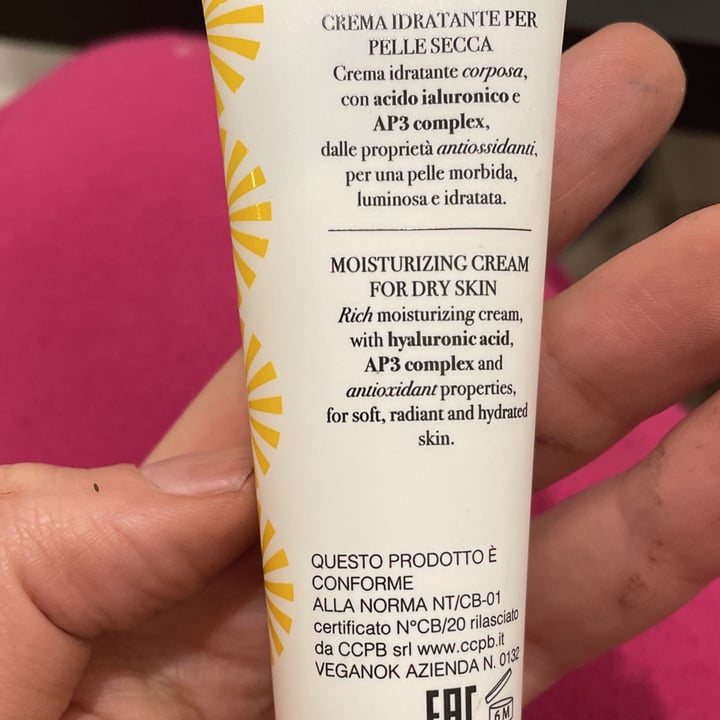 CREMA IDRATANTE PER
PELLE SECCA
Crema idratante corposa,
con acido ialuronico e
AP3 complex,
dalle proprietà antiossidanti,
per una pelle morbida,
luminosa e idratata.
MOISTURIZING CREAM
FOR DRY SKIN
Rich moisturizing cream,
with hyaluronic acid,
AP3 complex and
antioxidant properties,
for soft, radiant and hydrated
skin.
QUESTO PRODOTTO È
CONFORME
ALLA NORMA NT/CB-01
certificato N°CB/20 rilasciato
da CCPB srl www.ccpb.it
VEGANOK AZIENDA N. 0132
EAC
6M